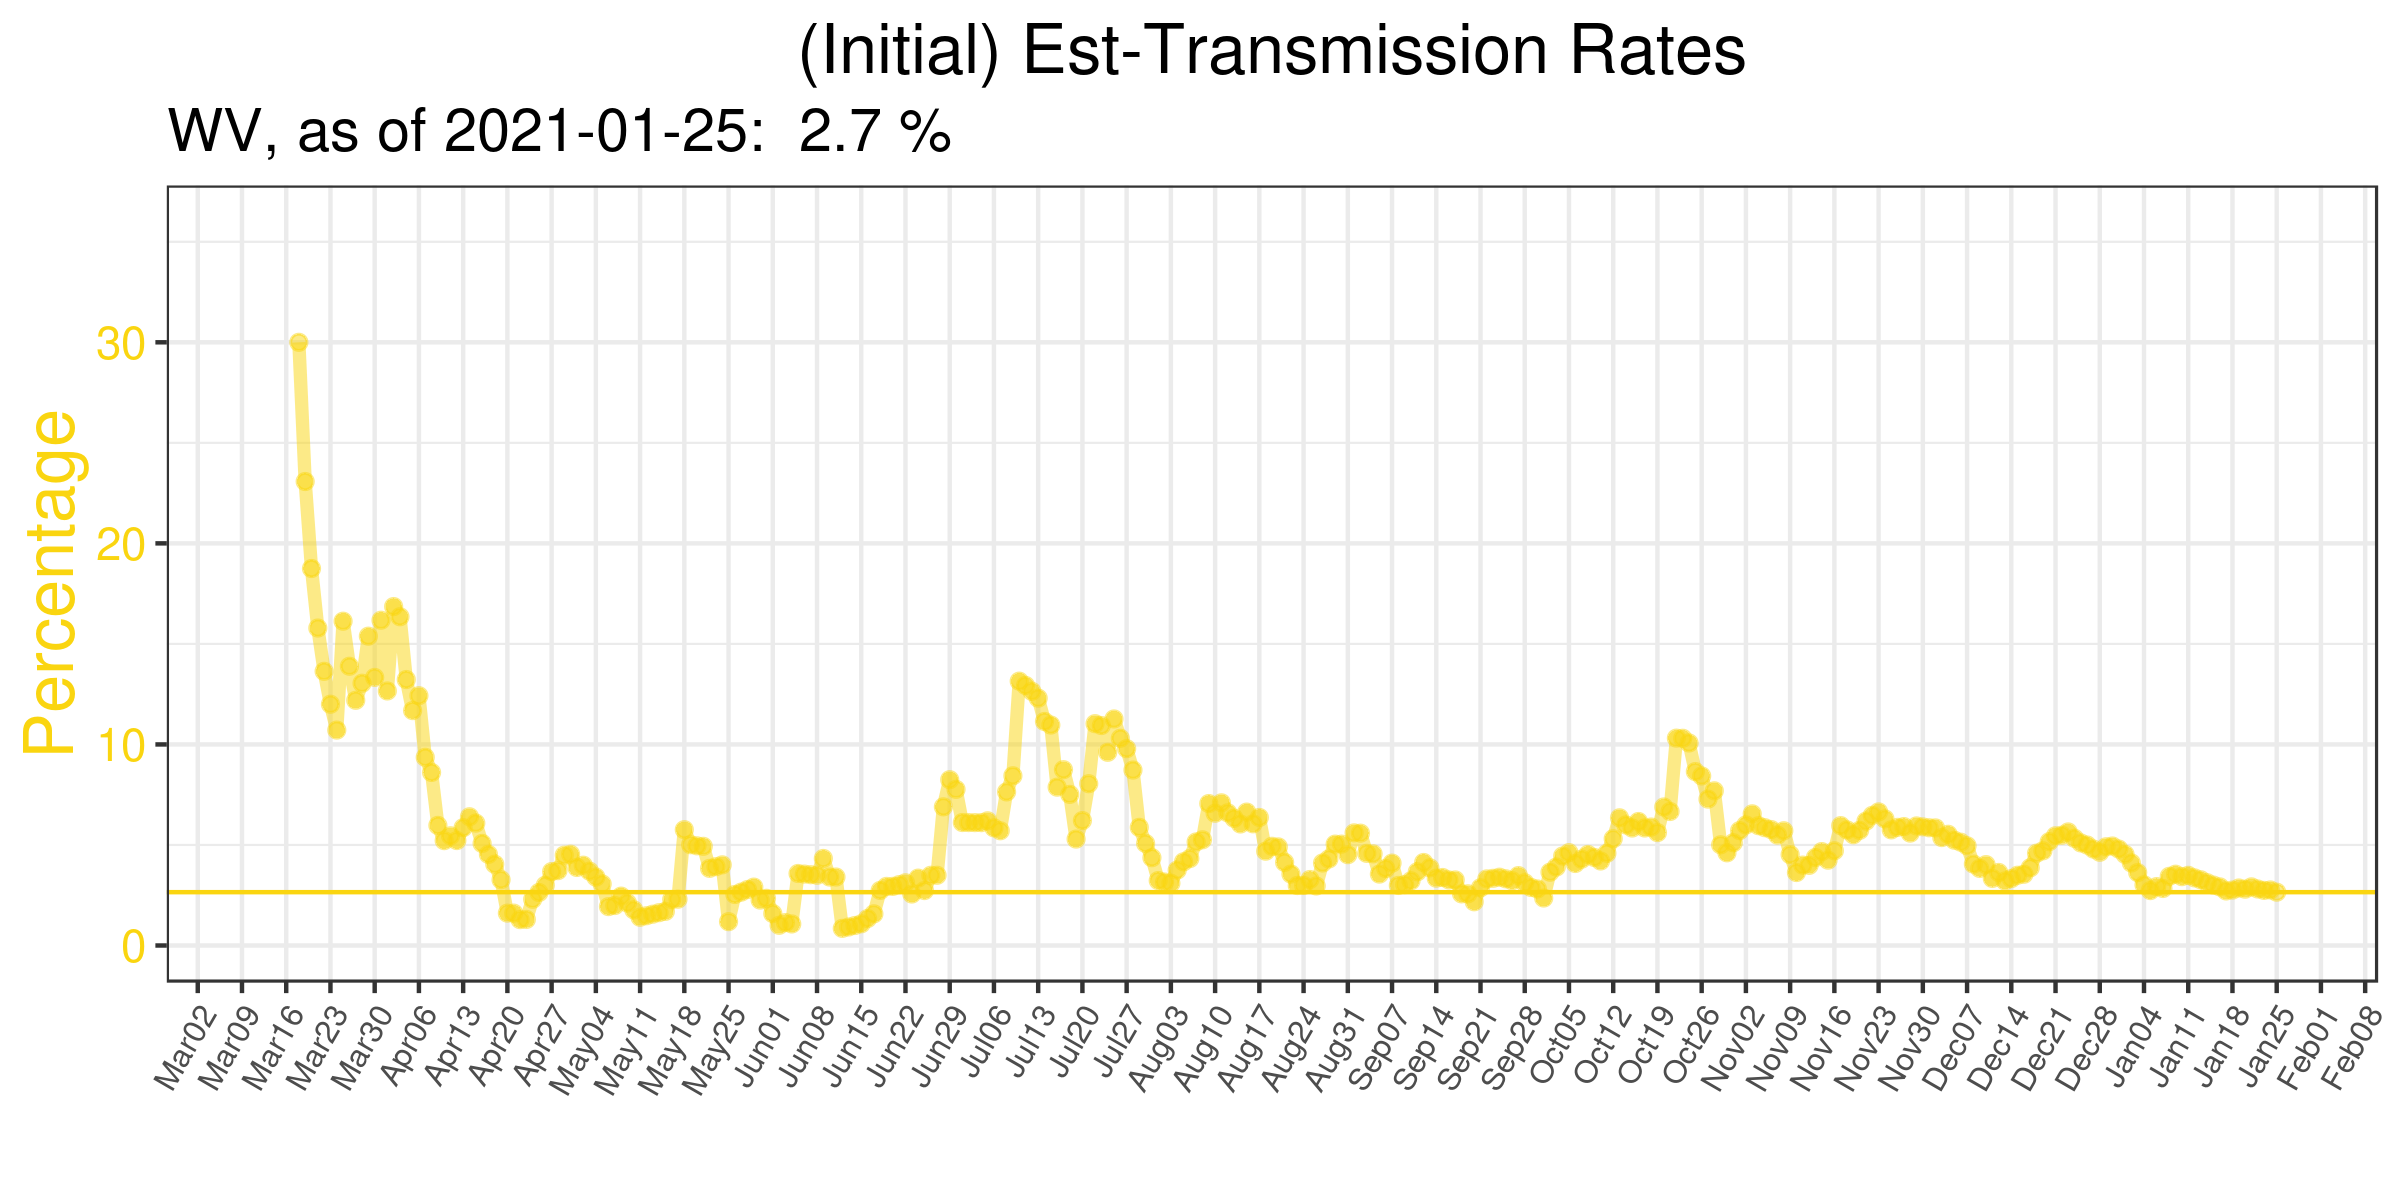 (Initial) Est-Transmission Rates
WV, as of 2021-01-25:  2.7 %
Percentage
30
20
10
0
Mar02
Mar09
Mar16
Mar23
Mar30
Apr06
Apr13
Apr20
Apr27
May04
May11
May18
May25
Jun01
Jun08
Jun15
Jun22
Jun29
Jul06
Jul13
Jul20
Jul27
Aug03
Aug10
Aug17
Aug24
Aug31
Sep07
Sep14
Sep21
Sep28
Oct05
Oct12
Oct19
Oct26
Nov02
Nov09
Nov16
Nov23
Nov30
Dec07
Dec14
Dec21
Dec28
Jan04
Jan11
Jan18
Jan25
Feb01
Feb08